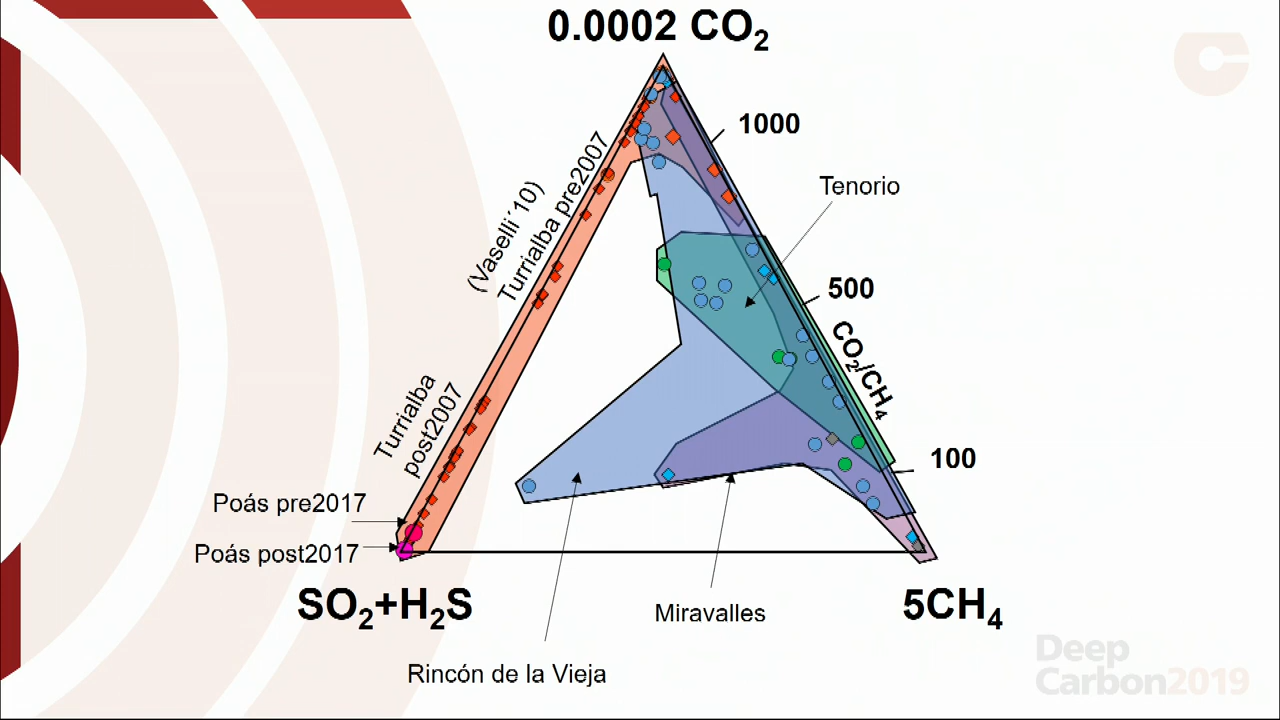 0.0002 CO₂
1000
Tenorio
(Vaselli´10)
Turrialba pre2007
500
CO₂/CH₄
Turrialba
post2007
100
Poás pre2017
Poás post2017
SO₂+H₂S
5CH₄
Miravalles
Rincón de la Vieja
Deep
Carbon2019